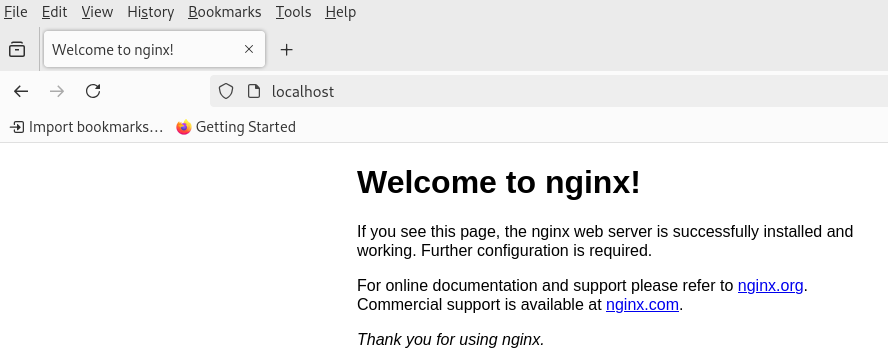 File Edit View History Bookmarks Tools Help
Welcome to nginx!
localhost
Import bookmarks… Getting Started
Welcome to nginx!
If you see this page, the nginx web server is successfully installed and
working. Further configuration is required.
For online documentation and support please refer to nginx.org.
Commercial support is available at nginx.com.
Thank you for using nginx.